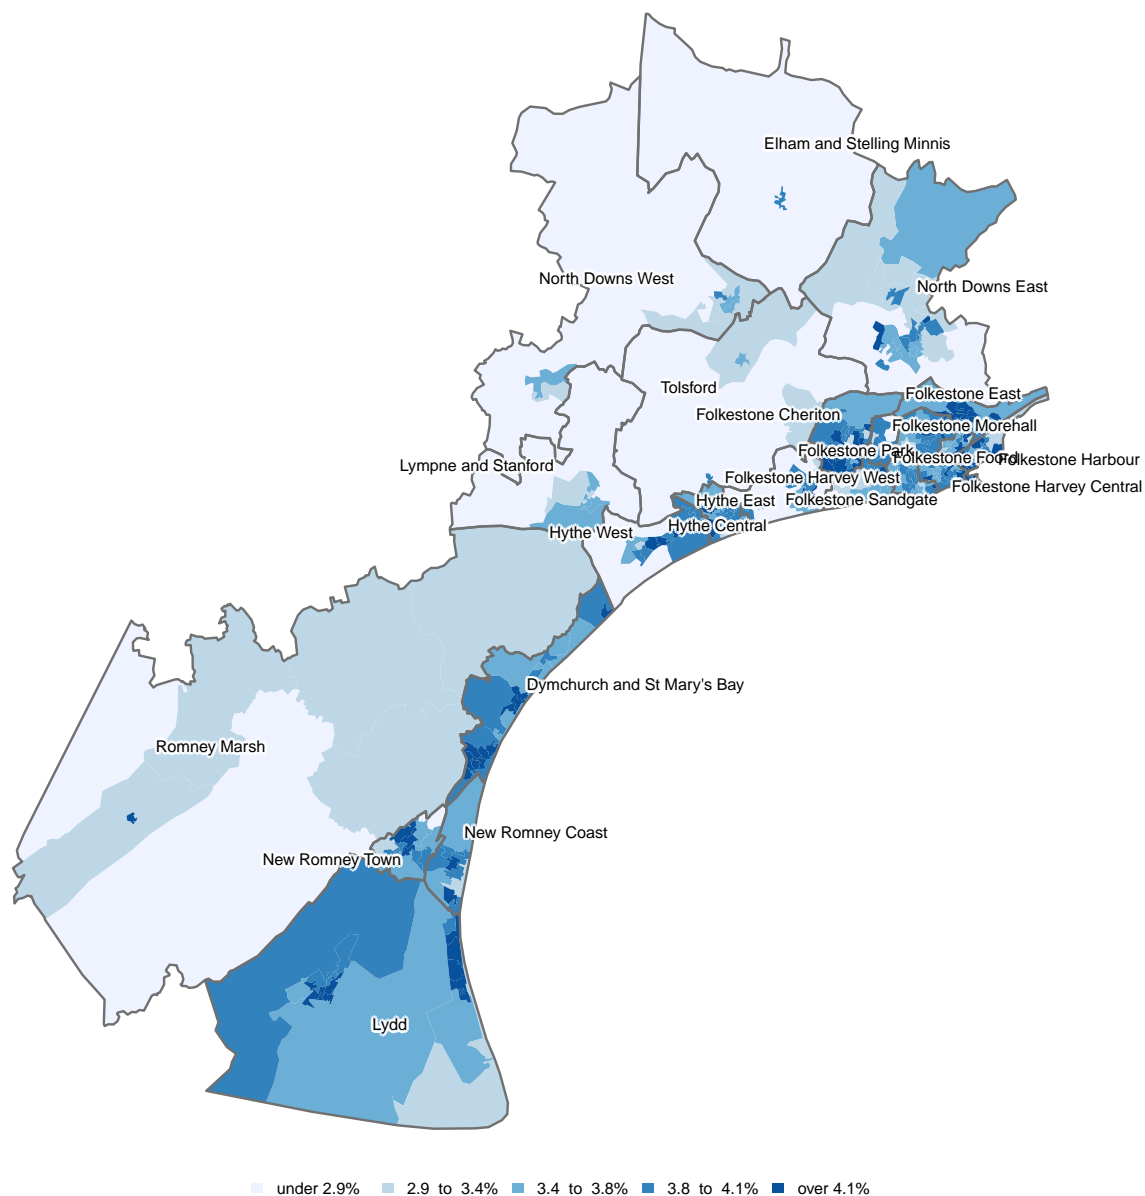 Elham and Stelling Minnis
North Downs West
North Downs East
Tolsford
Folkestone East
Folkestone Cheriton
Folkestone Morehall
Folkestone Park
Folkestone Foord
Folkestone Harbour
Lympne and Stanford
Folkestone Harvey West
Folkestone Harvey Central
Hythe East
Folkestone Sandgate
Hythe West
Hythe Central
Dymchurch and St Mary's Bay
Romney Marsh
New Romney Coast
New Romney Town
Lydd
under 2.9% 2.9 to 3.4% 3.4 to 3.8% 3.8 to 4.1% over 4.1%